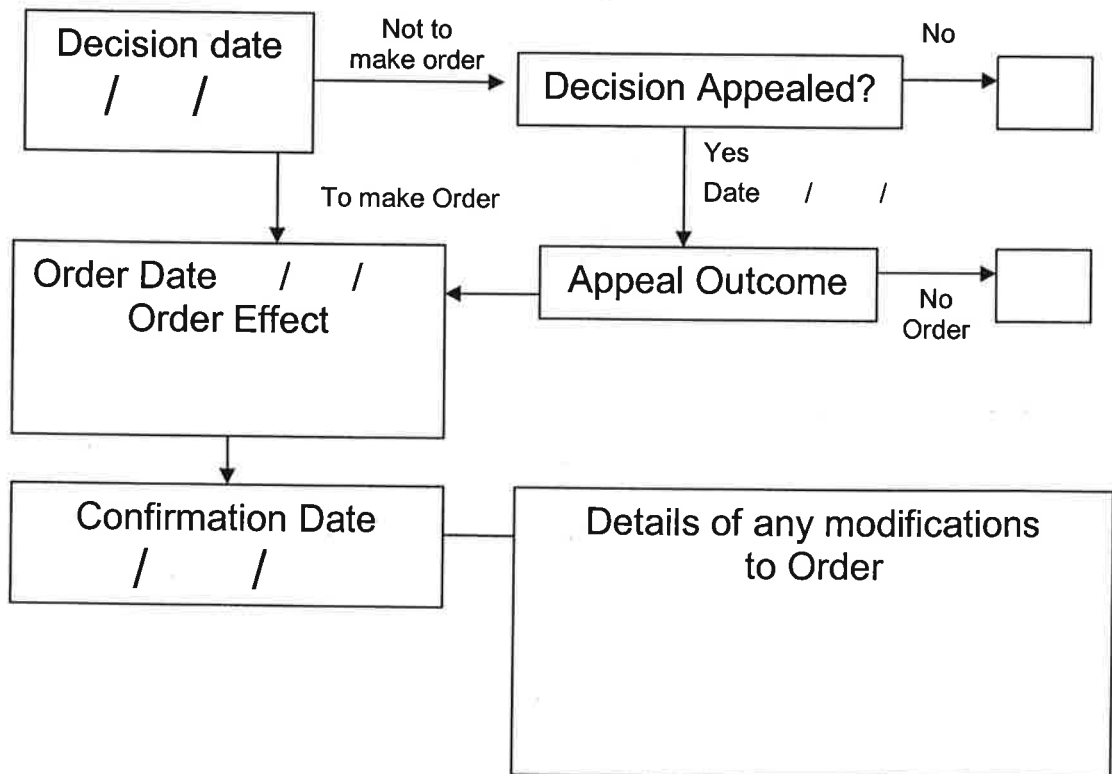 Decision date
/ /
Not to
make order
Decision Appealed?
No
Yes
Date / /
To make Order
Order Date / /
Order Effect
Appeal Outcome
No
Order
Confirmation Date
/ /
Details of any modifications
to Order